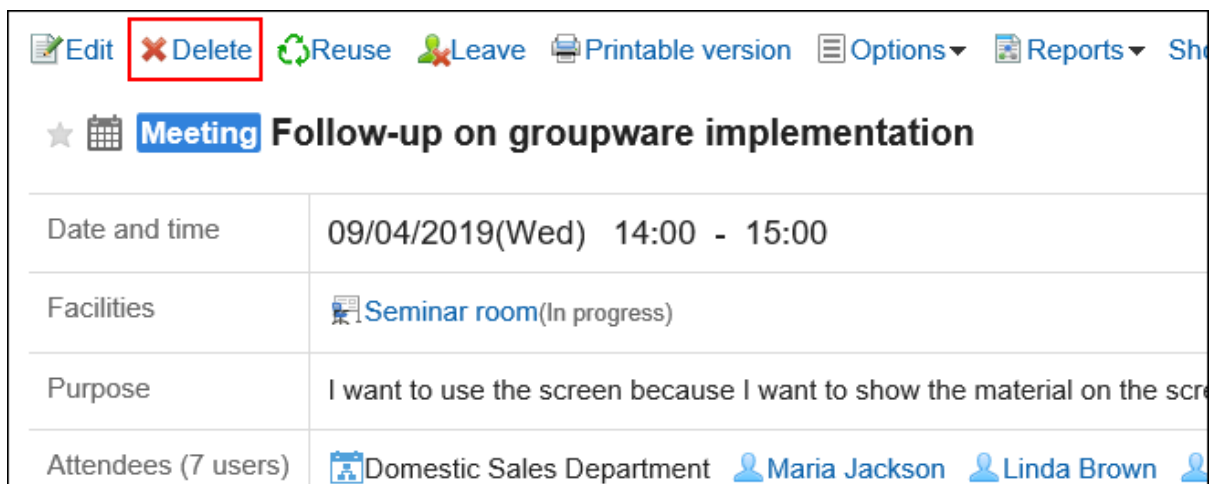 Edit Delete Reuse Leave Printable version Options Reports
Meeting Follow-up on groupware implementation
Date and time 09/04/2019(Wed) 14:00 - 15:00
Facilities Seminar room(In progress)
Purpose I want to use the screen because I want to show the material on the
Attendees (7 users) Domestic Sales Department Maria Jackson Linda Brown